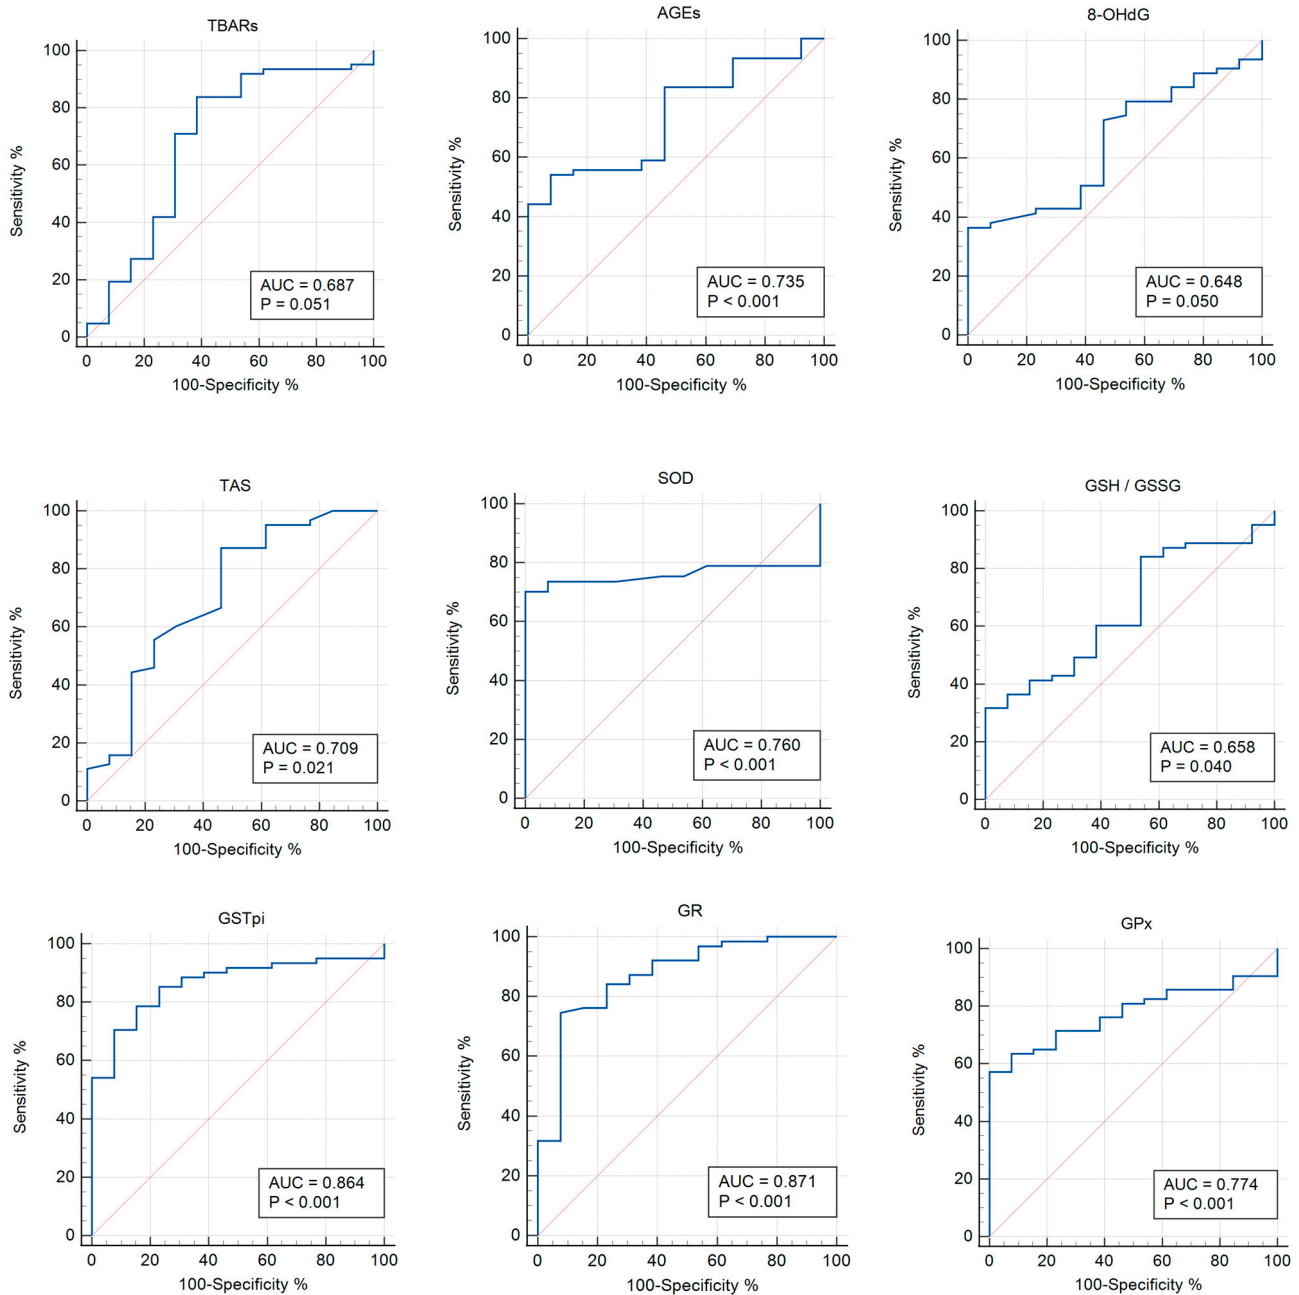 TBARs
100
80
60
40
20
0
Sensitivity %
AUC = 0.687
P = 0.051
0 20 40 60 80 100
100-Specificity %
AGEs
100
80
60
40
20
0
Sensitivity %
AUC = 0.735
P < 0.001
0 20 40 60 80 100
100-Specificity %
8-OHdG
100
80
60
40
20
0
Sensitivity %
AUC = 0.648
P = 0.050
0 20 40 60 80 100
100-Specificity %
TAS
100
80
60
40
20
0
Sensitivity %
AUC = 0.709
P = 0.021
0 20 40 60 80 100
100-Specificity %
SOD
100
80
60
40
20
0
Sensitivity %
AUC = 0.760
P < 0.001
0 20 40 60 80 100
100-Specificity %
GSH / GSSG
100
80
60
40
20
0
Sensitivity %
AUC = 0.658
P = 0.040
0 20 40 60 80 100
100-Specificity %
GSTpi
100
80
60
40
20
0
Sensitivity %
AUC = 0.864
P < 0.001
0 20 40 60 80 100
100-Specificity %
GR
100
80
60
40
20
0
Sensitivity %
AUC = 0.871
P < 0.001
0 20 40 60 80 100
100-Specificity %
GPx
100
80
60
40
20
0
Sensitivity %
AUC = 0.774
P < 0.001
0 20 40 60 80 100
100-Specificity %